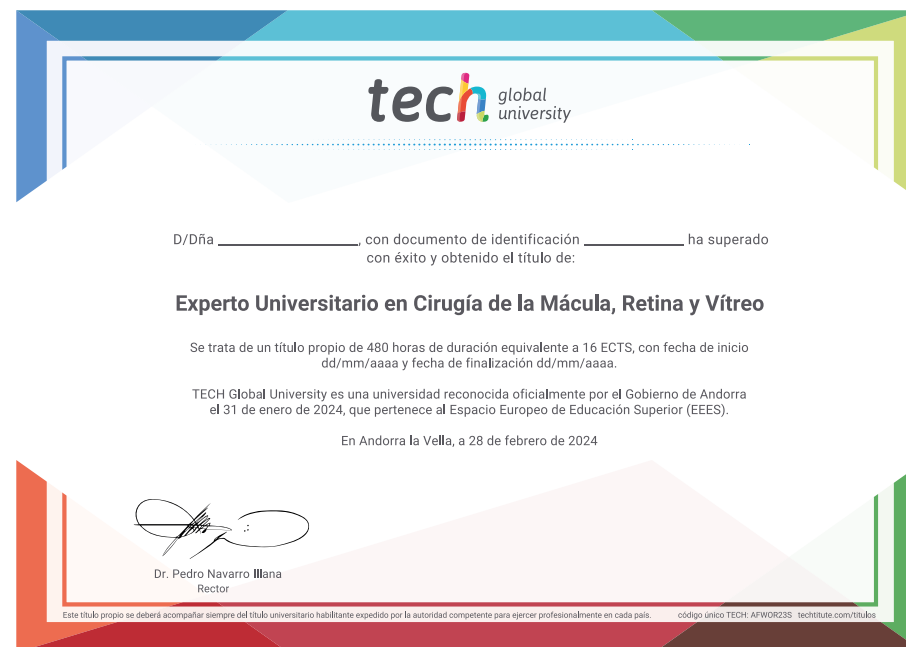 tech global university
D/Dña ____________________, con documento de identificación ______________ ha superado
con éxito y obtenido el título de:
Experto Universitario en Cirugía de la Mácula, Retina y Vítreo
Se trata de un título propio de 480 horas de duración equivalente a 16 ECTS, con fecha de inicio
dd/mm/aaaa y fecha de finalización dd/mm/aaaa.
TECH Global University es una universidad reconocida oficialmente por el Gobierno de Andorra
el 31 de enero de 2024, que pertenece al Espacio Europeo de Educación Superior (EEES).
En Andorra la Vella, a 28 de febrero de 2024
Dr. Pedro Navarro Illana
Rector
Este título propio se deberá acompañar siempre del título universitario habilitante expedido por la autoridad competente para ejercer profesionalmente en cada país. código único TECH: AFWOR23S techtitute.com/titulos